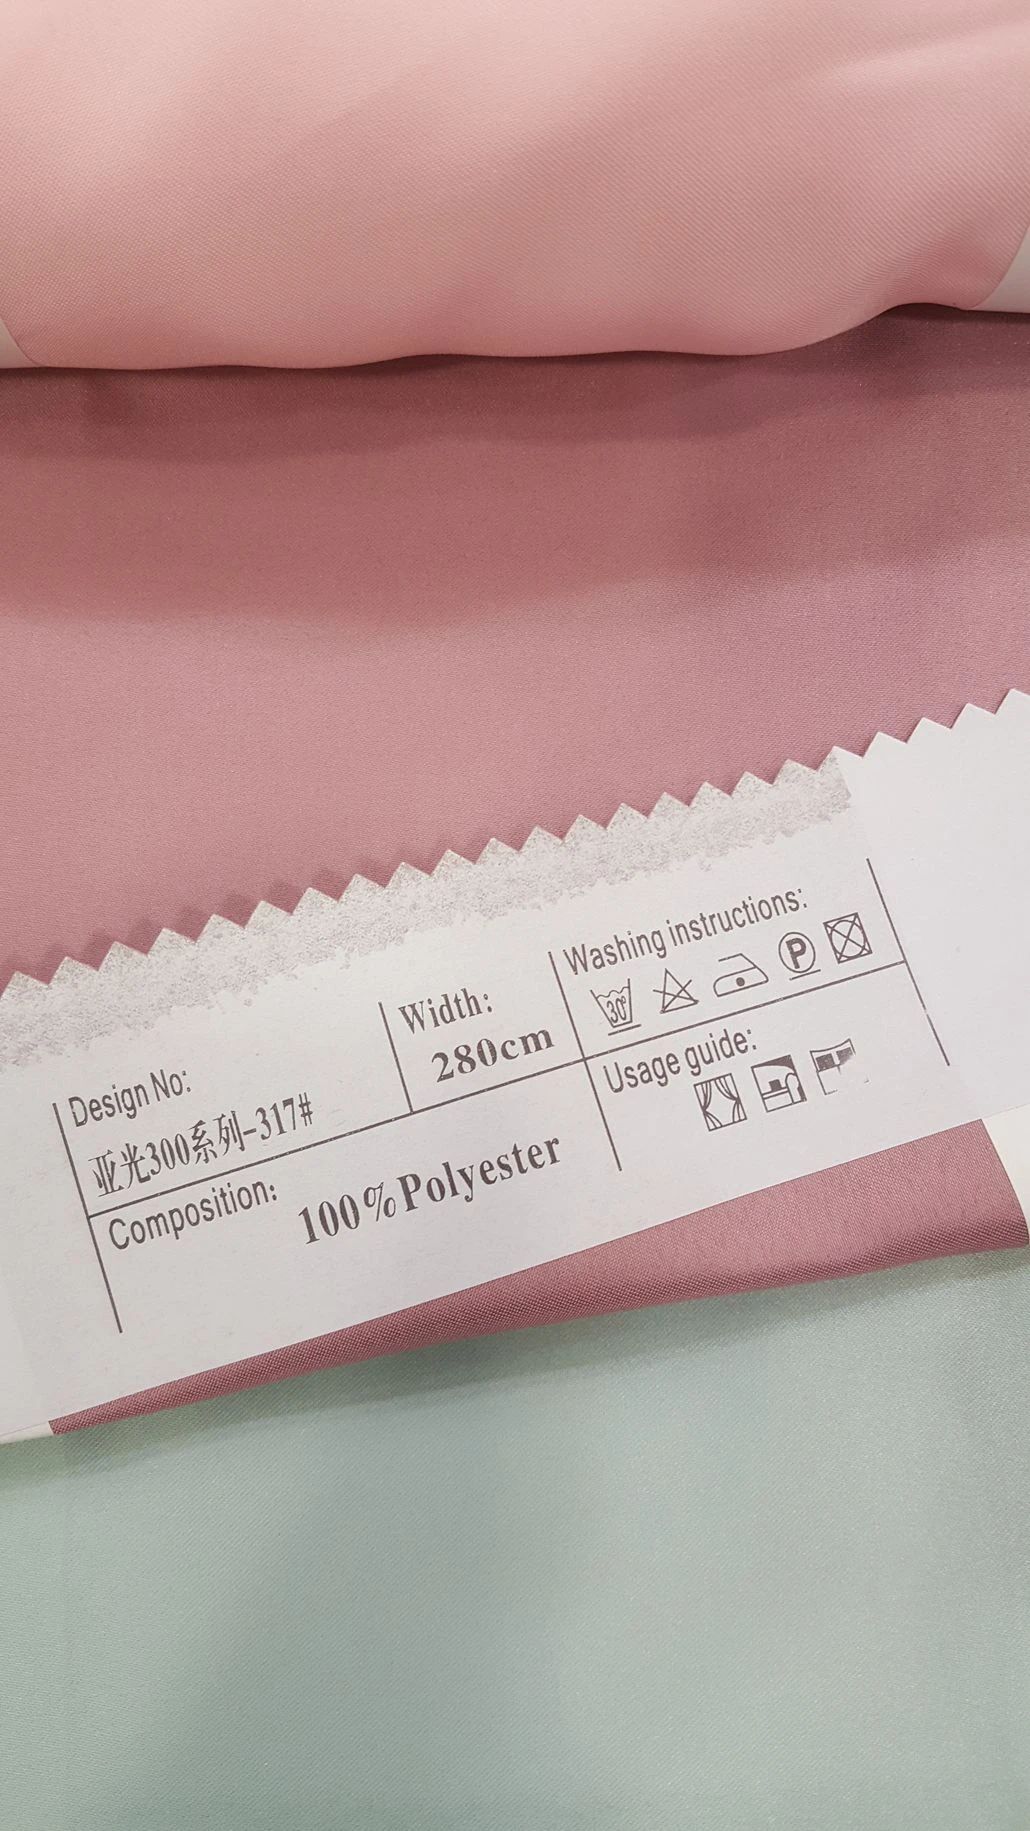 Design No:
亚光300系列-317#
Width:
280cm
Washing instructions:
30°
P
Composition:
100%Polyester
Usage guide: